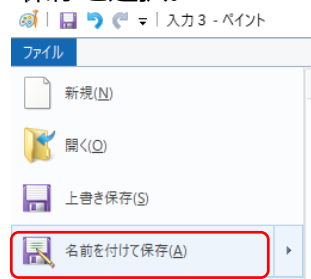 入力3 - ペイント
ファイル
新規(N)
開く(O)
上書き保存(S)
名前を付けて保存(A)